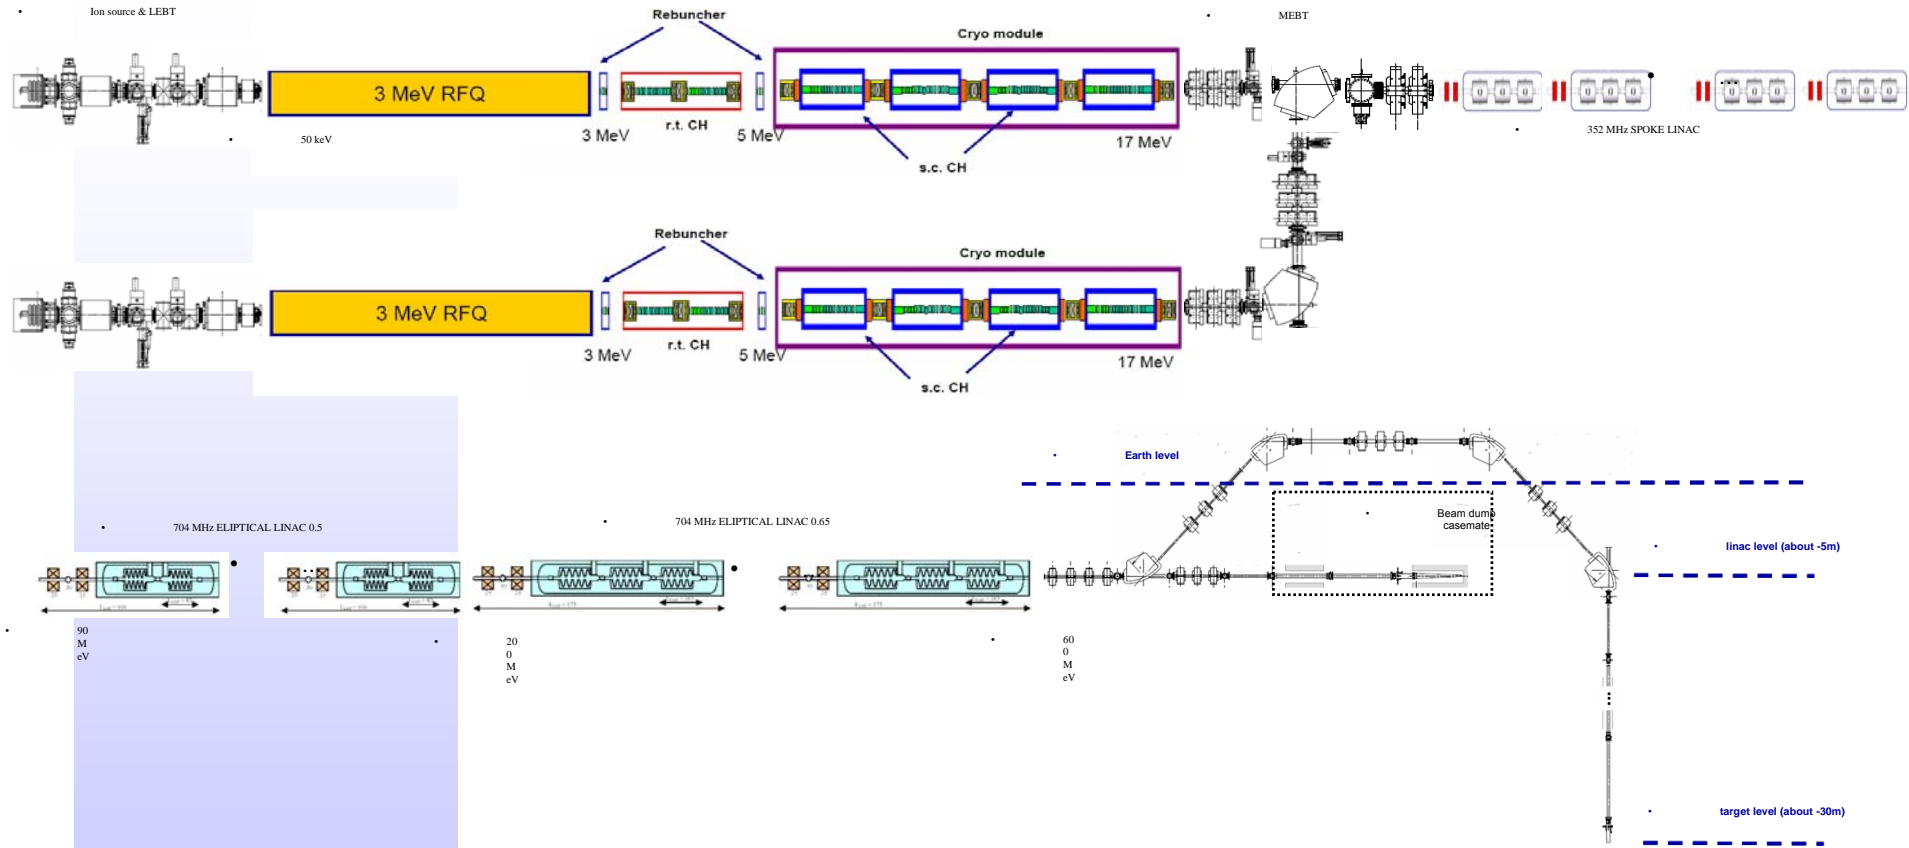 • Ion source & LEBT
Rebuncher
Cryo module
• MEBT
3 MeV RFQ
r.t. CH
• 50 keV
3 MeV
5 MeV
s.c. CH
17 MeV
• 352 MHz SPOKE LINAC
Rebuncher
Cryo module
3 MeV RFQ
r.t. CH
3 MeV
5 MeV
s.c. CH
17 MeV
• Earth level
• 704 MHz ELIPTICAL LINAC 0.5
• 704 MHz ELIPTICAL LINAC 0.65
• Beam dump
casemate
• linac level (about -5m)
• 90
M
eV
• 20
0
M
eV
• 60
0
M
eV
• target level (about -30m)